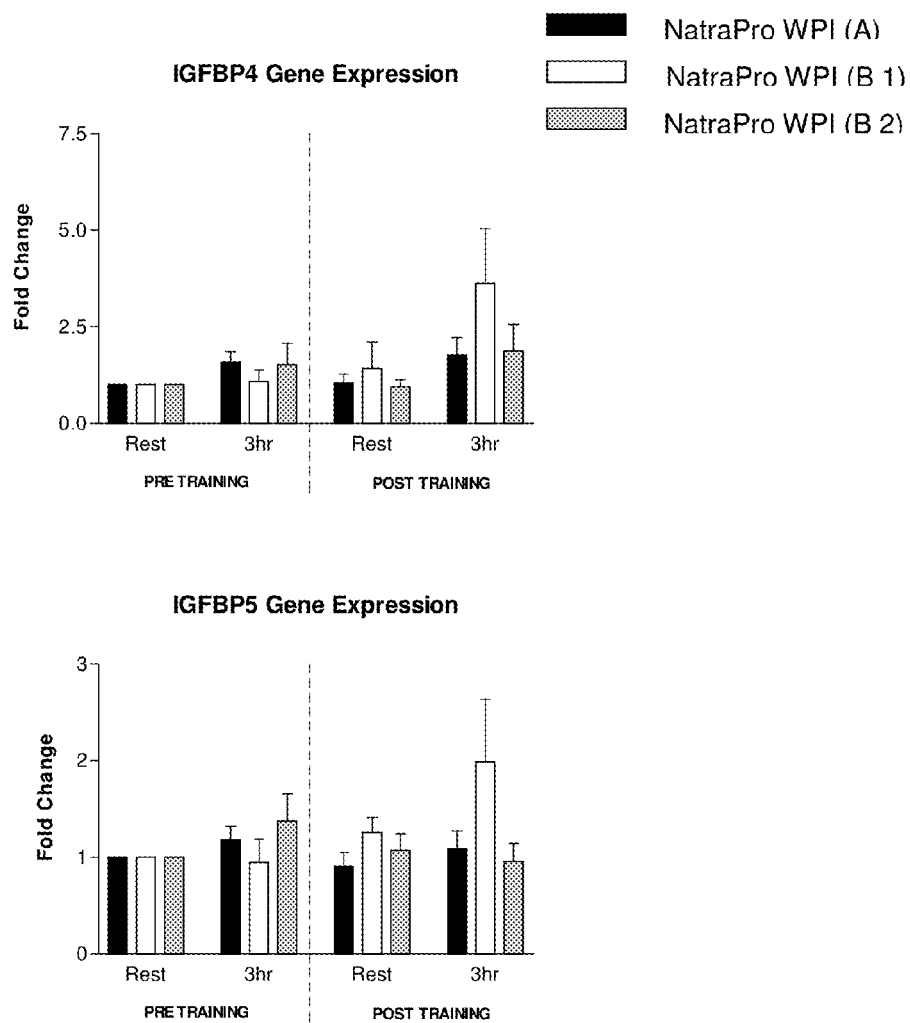 NatraPro WPI (A)
NatraPro WPI (B 1)
NatraPro WPI (B 2)
IGFBP4 Gene Expression
Fold Change
7.5
5.0
2.5
0.0
Rest 3hr Rest 3hr
PRE TRAINING POST TRAINING
IGFBP5 Gene Expression
Fold Change
3
2
1
0
Rest 3hr Rest 3hr
PRE TRAINING POST TRAINING